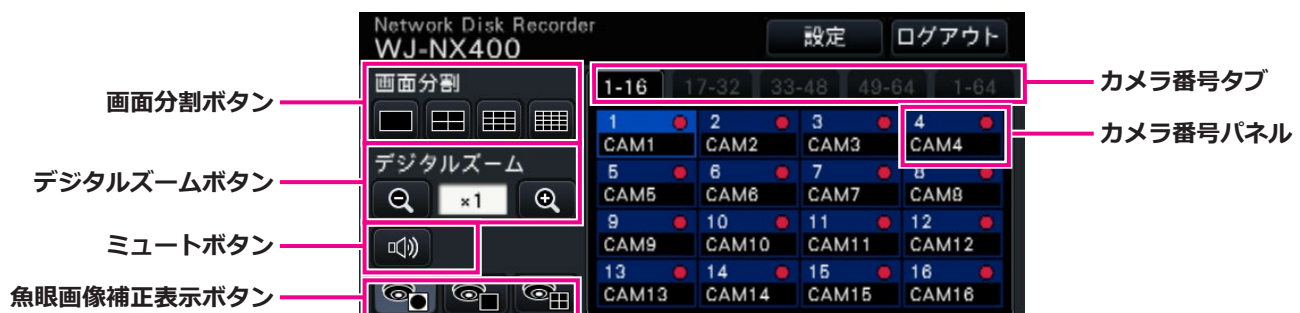 Network Disk Recorder
WJ-NX400
設定
ログアウト
画面分割
画面分割ボタン
1-16 17-32 33-48 49-64 1-64
カメラ番号タブ
1 2 3 4
CAM1 CAM2 CAM3 CAM4
カメラ番号パネル
デジタルズーム
デジタルズームボタン
×1
5 6 7 8
CAM5 CAM6 CAM7 CAM8
9 10 11 12
CAM9 CAM10 CAM11 CAM12
ミュートボタン
13 14 15 16
CAM13 CAM14 CAM15 CAM16
魚眼画像補正表示ボタン